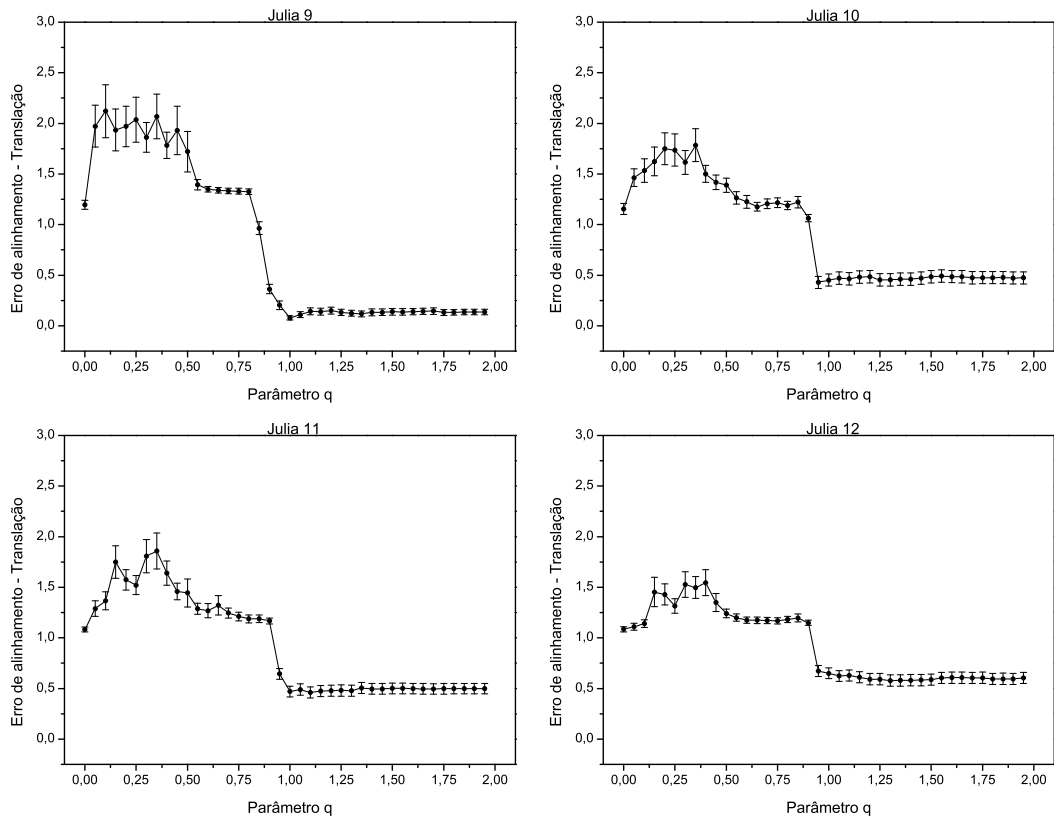 Julia 9
Erro de alinhamento - Translação
3,0
2,5
2,0
1,5
1,0
0,5
0,0
0,00 0,25 0,50 0,75 1,00 1,25 1,50 1,75 2,00
Parâmetro q
Julia 10
Erro de alinhamento - Translação
3,0
2,5
2,0
1,5
1,0
0,5
0,0
0,00 0,25 0,50 0,75 1,00 1,25 1,50 1,75 2,00
Parâmetro q
Julia 11
Erro de alinhamento - Translação
3,0
2,5
2,0
1,5
1,0
0,5
0,0
0,00 0,25 0,50 0,75 1,00 1,25 1,50 1,75 2,00
Parâmetro q
Julia 12
Erro de alinhamento - Translação
3,0
2,5
2,0
1,5
1,0
0,5
0,0
0,00 0,25 0,50 0,75 1,00 1,25 1,50 1,75 2,00
Parâmetro q